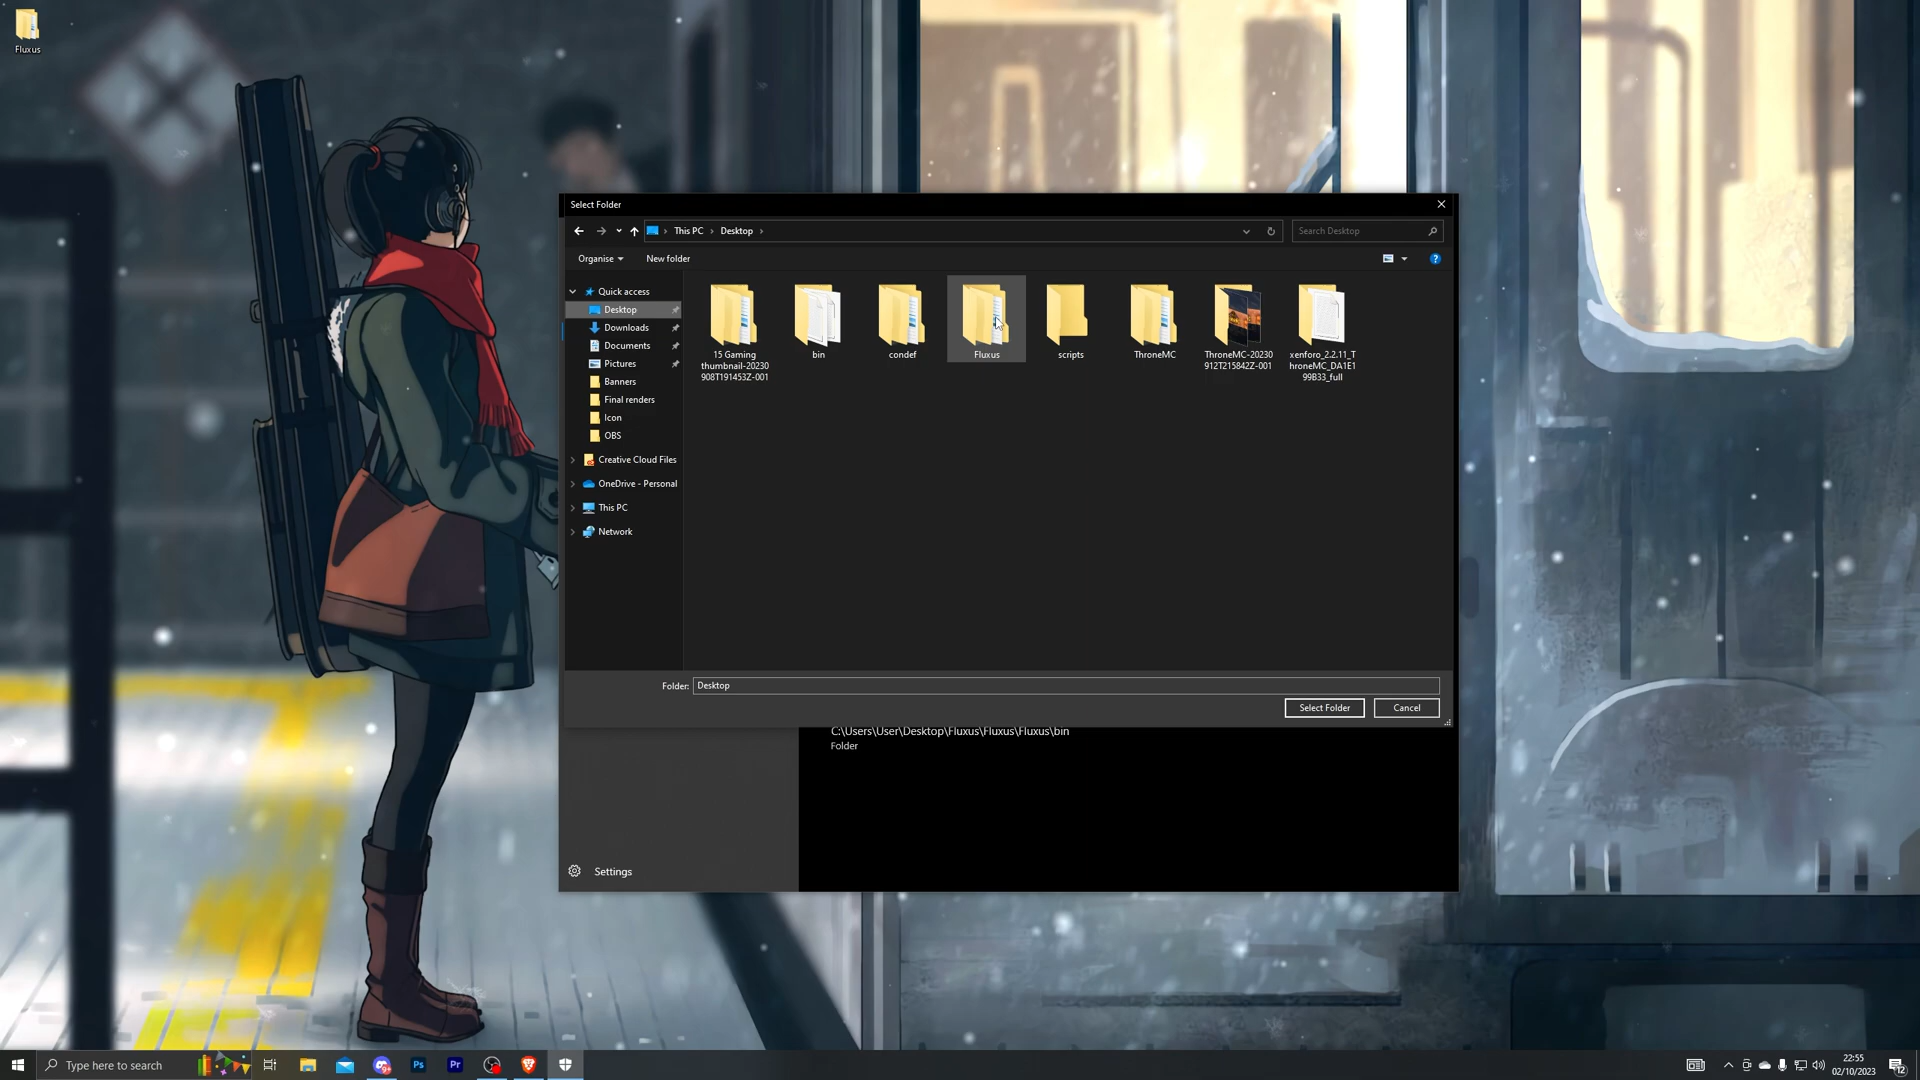 Fluxus
Select Folder
This PC
Desktop
Search Desktop
Organise
New folder
Quick access
Desktop
Downloads
Documents
Pictures
Banners
Final renders
Icon
OBS
Creative Cloud Files
OneDrive - Personal
This PC
Network
15 Gaming
thumbnail-20230
908T191453Z-001
bin
condef
Fluxus
scripts
ThroneMC
ThroneMC-20230
912T215842Z-001
xenforo_2.2.11_T
hroneMC_DA1E1
99B33_full
Folder:
Desktop
Select Folder
Cancel
C:\Users\User\Desktop\Fluxus\Fluxus\Fluxus\bin
Folder
Settings
Type here to search
Ps
Pr
22:55
02/10/2023
12